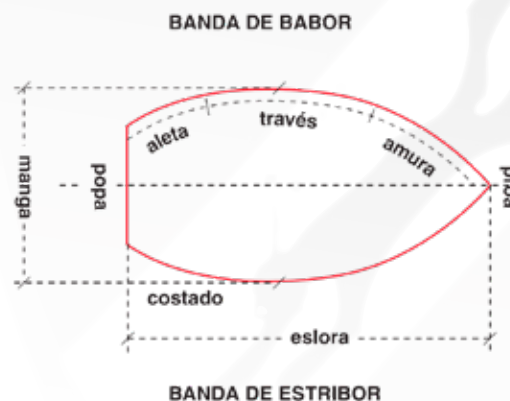 BANDA DE BABOR
aleta
través
amura
manga
popa
proa
costado
eslora
BANDA DE ESTRIBOR